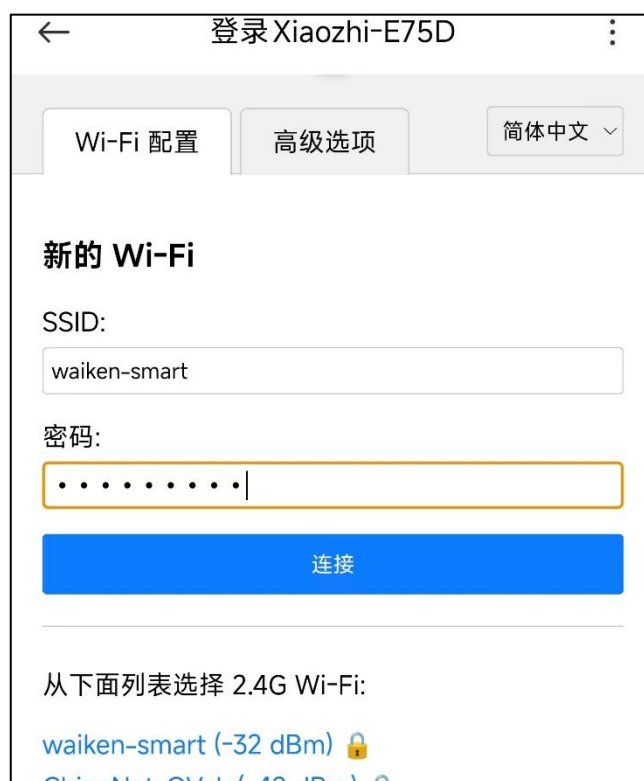 登录Xiaozhi-E75D
Wi-Fi 配置
高级选项
简体中文
新的 Wi-Fi
SSID:
waiken-smart
密码:
•••••••••
连接
从下面列表选择 2.4G Wi-Fi:
waiken-smart (-32 dBm) 🔒